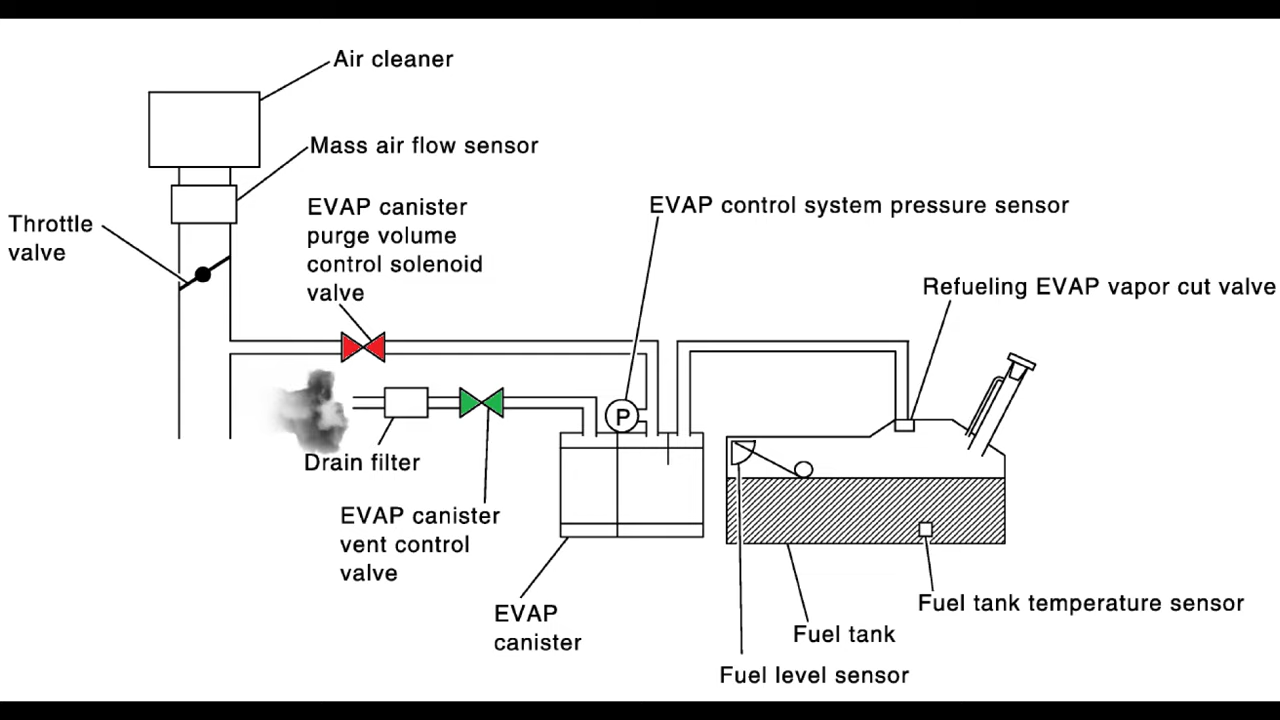 Air cleaner
Mass air flow sensor
Throttle
valve
EVAP canister
purge volume
control solenoid
valve
EVAP control system pressure sensor
Refueling EVAP vapor cut valve
P
Drain filter
EVAP canister
vent control
valve
EVAP
canister
Fuel tank temperature sensor
Fuel tank
Fuel level sensor